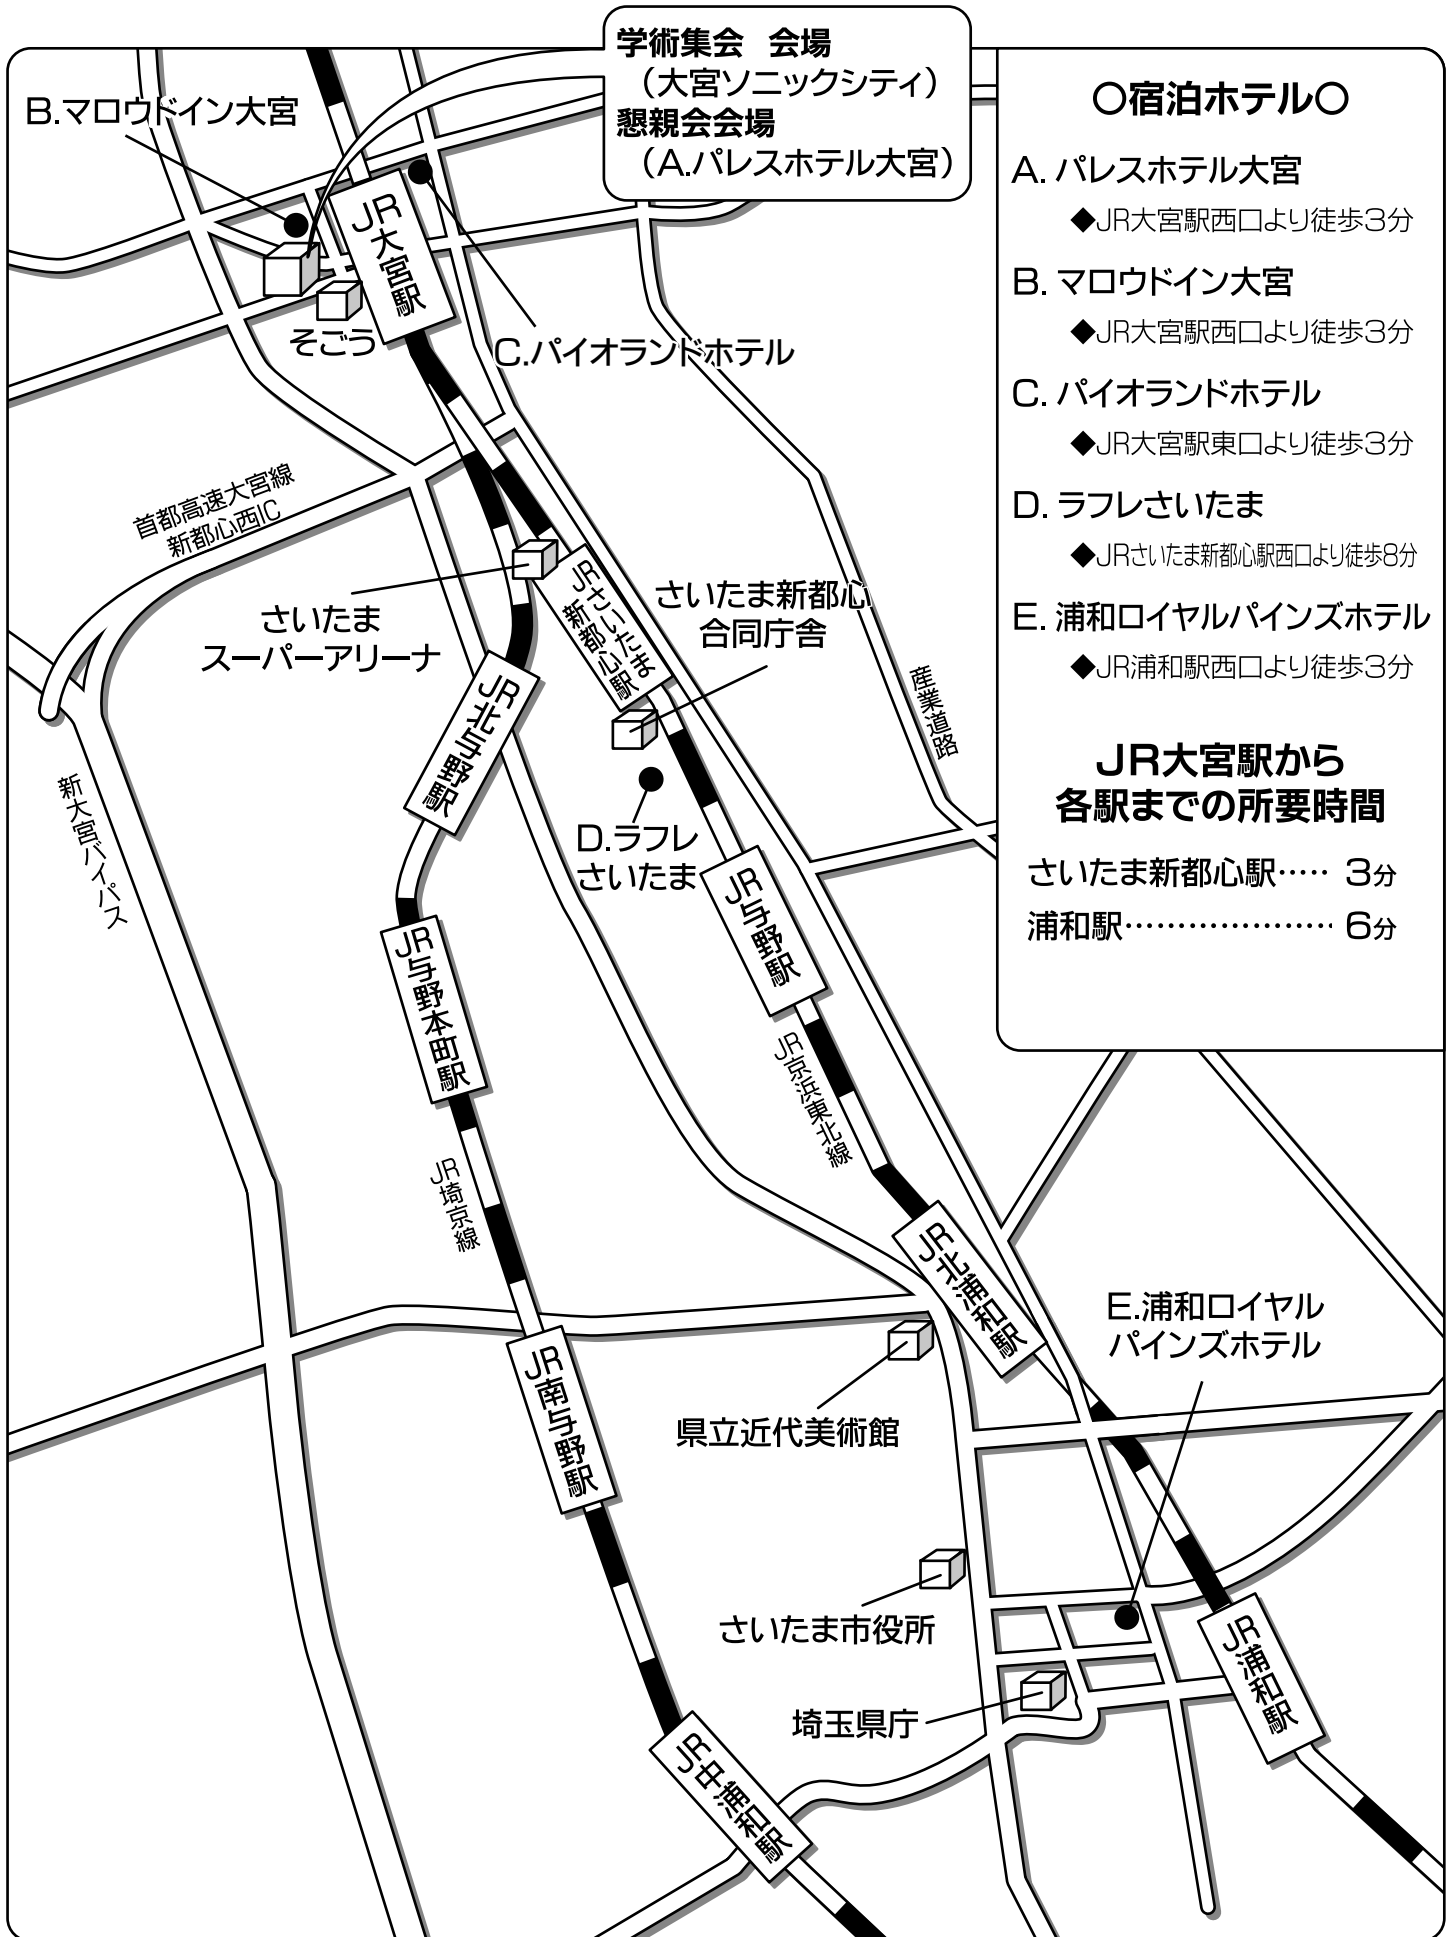 学術集会 会場
（大宮ソニックシティ）
懇親会会場
（A.パレスホテル大宮）
○宿泊ホテル○
A. パレスホテル大宮
◆JR大宮駅西口より徒歩3分
B. マロウドイン大宮
◆JR大宮駅西口より徒歩3分
C. パイオランドホテル
◆JR大宮駅東口より徒歩3分
D. ラフレさいたま
◆JRさいたま新都心駅西口より徒歩8分
E. 浦和ロイヤルパインズホテル
◆JR浦和駅西口より徒歩3分
JR大宮駅から
各駅までの所要時間
さいたま新都心駅‥‥‥ 3分
浦和駅‥‥‥‥‥‥‥‥‥‥ 6分
B.マロウドイン大宮
JR大宮駅
そごう
C.パイオランドホテル
首都高速大宮線
新都心西IC
さいたま
スーパーアリーナ
JRさいたま
新都心駅
さいたま新都心
合同庁舎
産業道路
JR北与野駅
新大宮バイパス
D.ラフレ
さいたま
JR与野駅
JR与野本町駅
JR京浜東北線
JR埼京線
JR北浦和駅
E.浦和ロイヤル
パインズホテル
JR南与野駅
県立近代美術館
さいたま市役所
JR浦和駅
埼玉県庁
JR中浦和駅